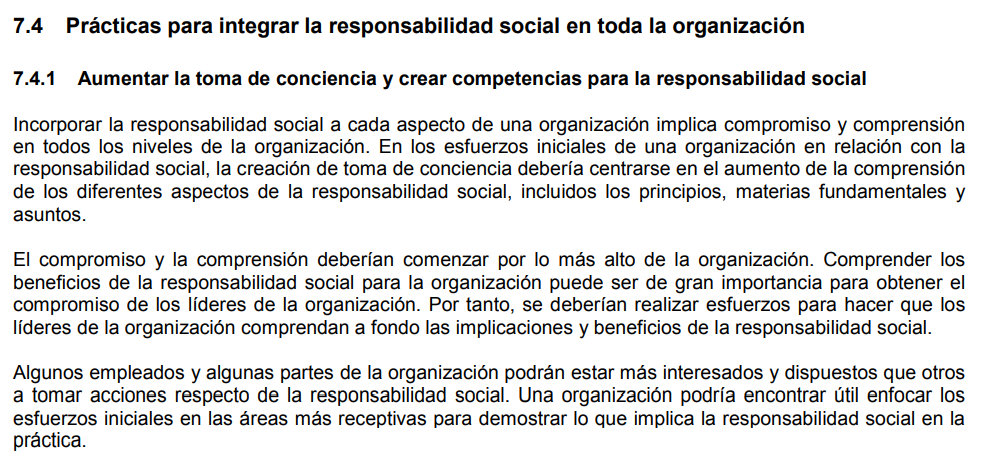 7.4 Prácticas para integrar la responsabilidad social en toda la organización
7.4.1 Aumentar la toma de conciencia y crear competencias para la responsabilidad social
Incorporar la responsabilidad social a cada aspecto de una organización implica compromiso y comprensión
en todos los niveles de la organización. En los esfuerzos iniciales de una organización en relación con la
responsabilidad social, la creación de toma de conciencia debería centrarse en el aumento de la comprensión
de los diferentes aspectos de la responsabilidad social, incluidos los principios, materias fundamentales y
asuntos.
El compromiso y la comprensión deberían comenzar por lo más alto de la organización. Comprender los
beneficios de la responsabilidad social para la organización puede ser de gran importancia para obtener el
compromiso de los líderes de la organización. Por tanto, se deberían realizar esfuerzos para hacer que los
líderes de la organización comprendan a fondo las implicaciones y beneficios de la responsabilidad social.
Algunos empleados y algunas partes de la organización podrán estar más interesados y dispuestos que otros
a tomar acciones respecto de la responsabilidad social. Una organización podría encontrar útil enfocar los
esfuerzos iniciales en las áreas más receptivas para demostrar lo que implica la responsabilidad social en la
práctica.